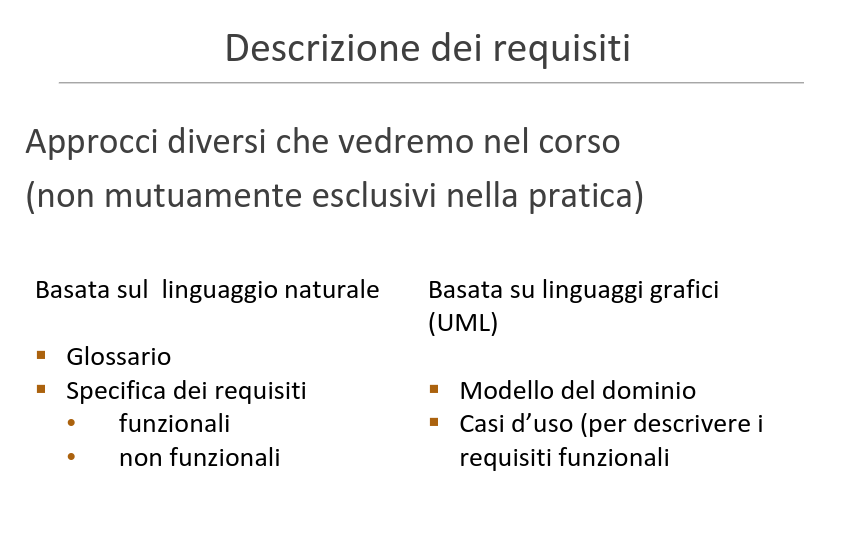 Descrizione dei requisiti
Approcci diversi che vedremo nel corso
(non mutuamente esclusivi nella pratica)
Basata sul  linguaggio naturale
▪ Glossario
▪ Specifica dei requisiti
• funzionali
• non funzionali
Basata su linguaggi grafici
(UML)
▪ Modello del dominio
▪ Casi d’uso (per descrivere i
requisiti funzionali